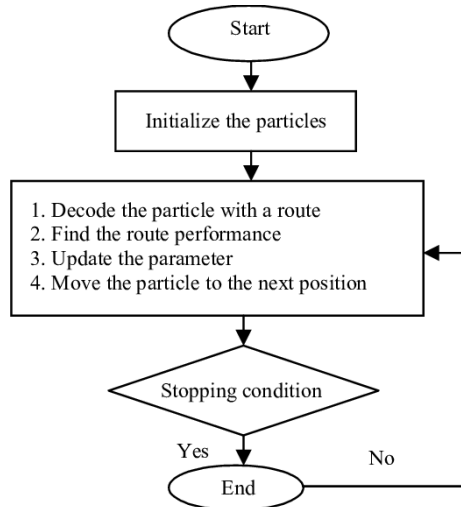 Start
Initialize the particles
1. Decode the particle with a route
2. Find the route performance
3. Update the parameter
4. Move the particle to the next position
Stopping condition
Yes
No
End